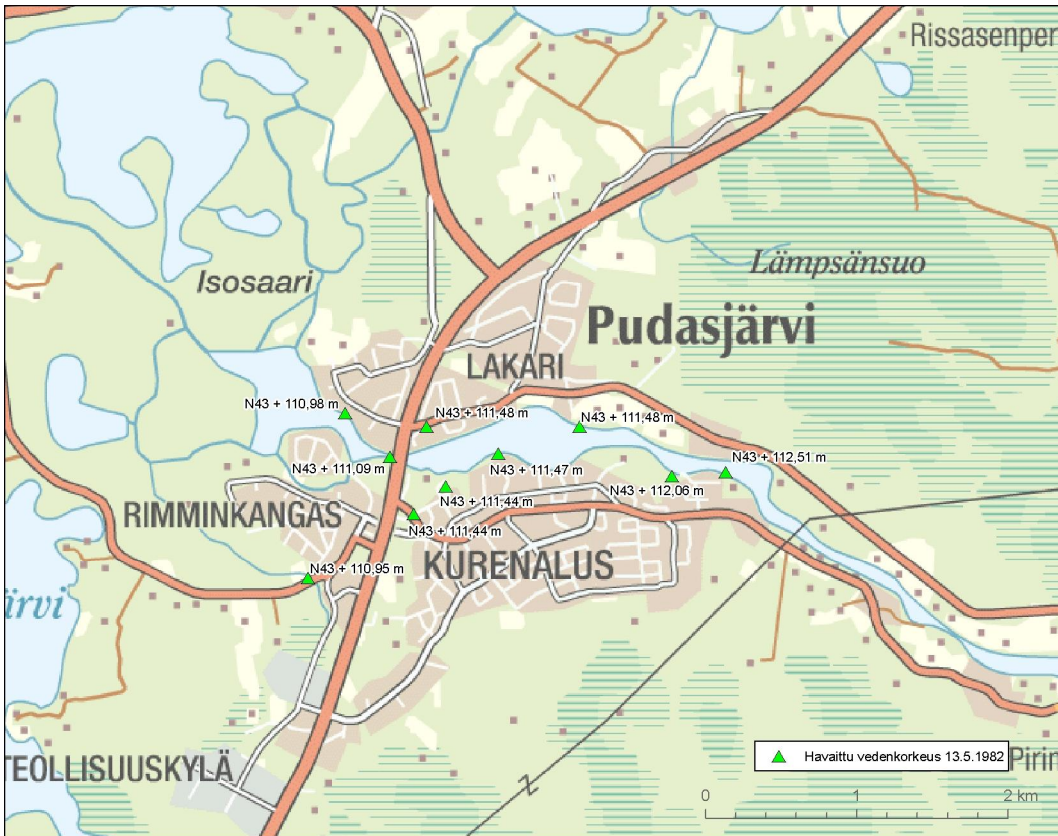 Rissasenper
Lämpsänsuo
Isosaari
Pudasjärvi
LAKARI
N43 + 110,98 m
N43 + 111,48 m
N43 + 111,48 m
N43 + 111,09 m
N43 + 111,47 m
N43 + 112,51 m
N43 + 112,06 m
N43 + 111,44 m
RIMMINKANGAS
N43 + 111,44 m
KURENALUS
N43 + 110,95 m
ärvi
TEOLLISUUSKYLÄ
Havaittu vedenkorkeus 13.5.1982
Pirin
Z
0 1 2 km